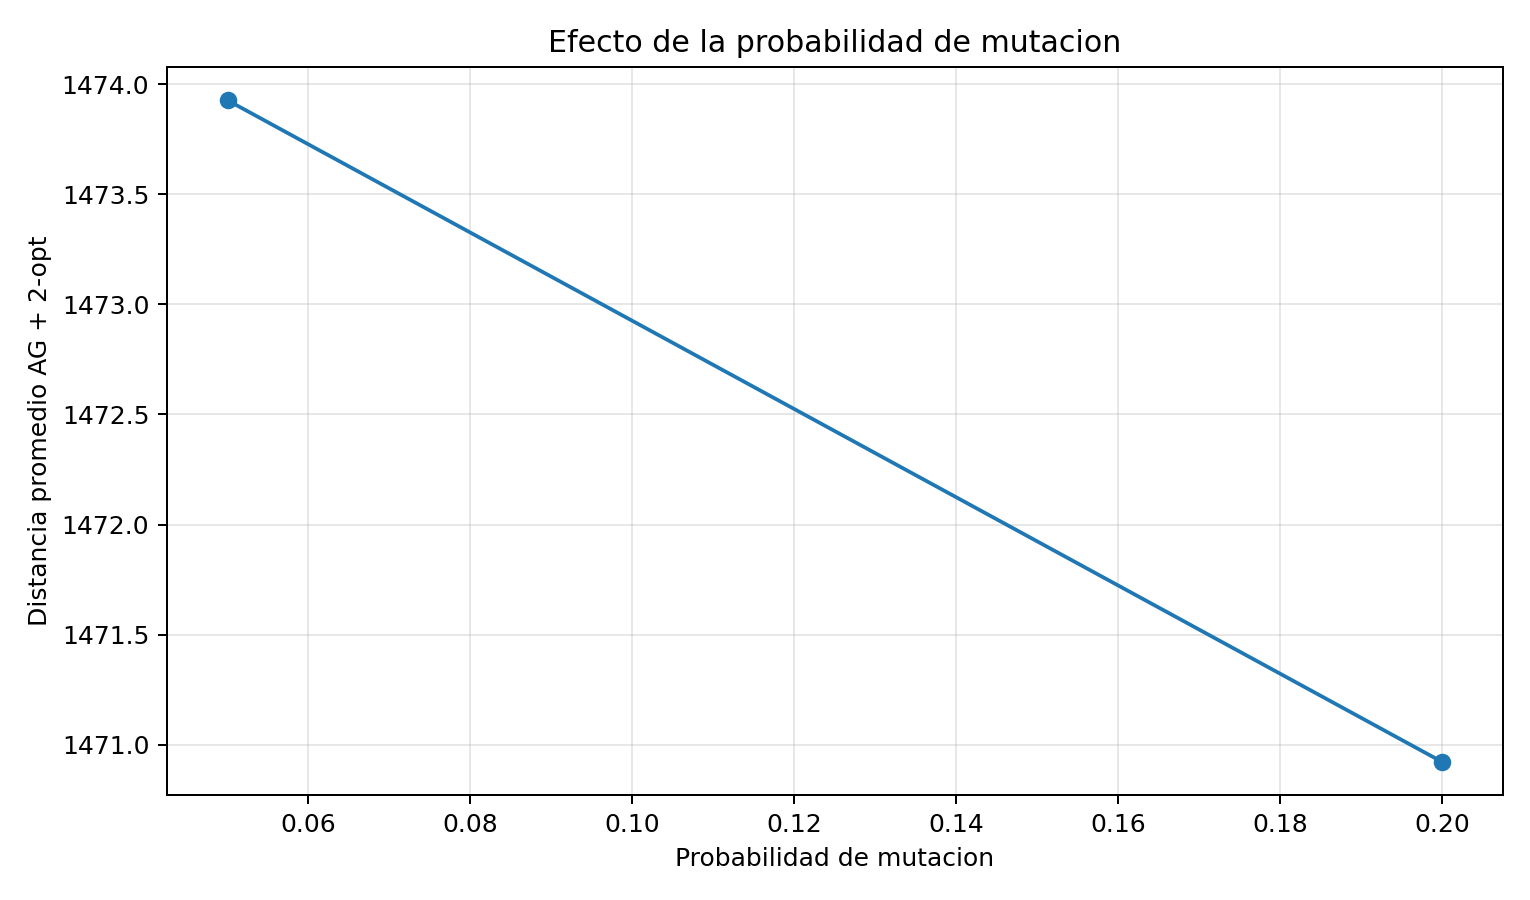 Efecto de la probabilidad de mutacion
Distancia promedio AG + 2-opt
1474.0
1473.5
1473.0
1472.5
1472.0
1471.5
1471.0
0.06 0.08 0.10 0.12 0.14 0.16 0.18 0.20
Probabilidad de mutacion